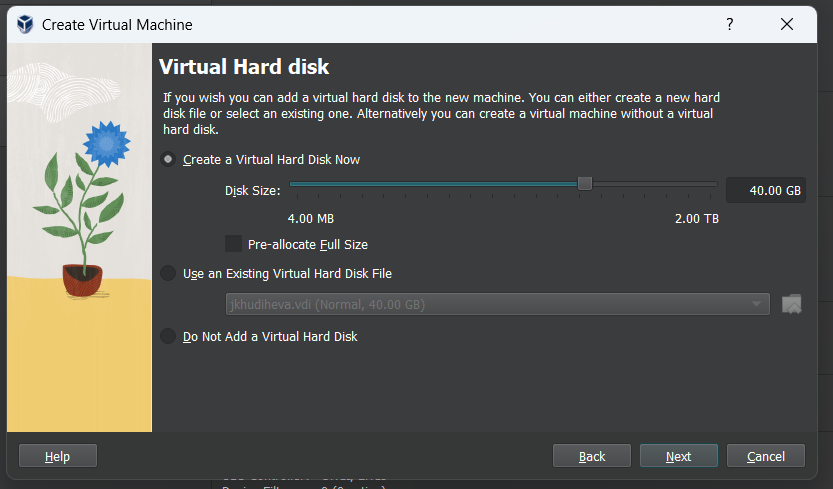 Create Virtual Machine
?
Virtual Hard disk
If you wish you can add a virtual hard disk to the new machine. You can either create a new hard
disk file or select an existing one. Alternatively you can create a virtual machine without a virtual
hard disk.
Create a Virtual Hard Disk Now
Disk Size:
40.00 GB
4.00 MB
2.00 TB
Pre-allocate Full Size
Use an Existing Virtual Hard Disk File
jkhudiheva.vdi (Normal, 40.00 GB)
Do Not Add a Virtual Hard Disk
Help
Back
Next
Cancel